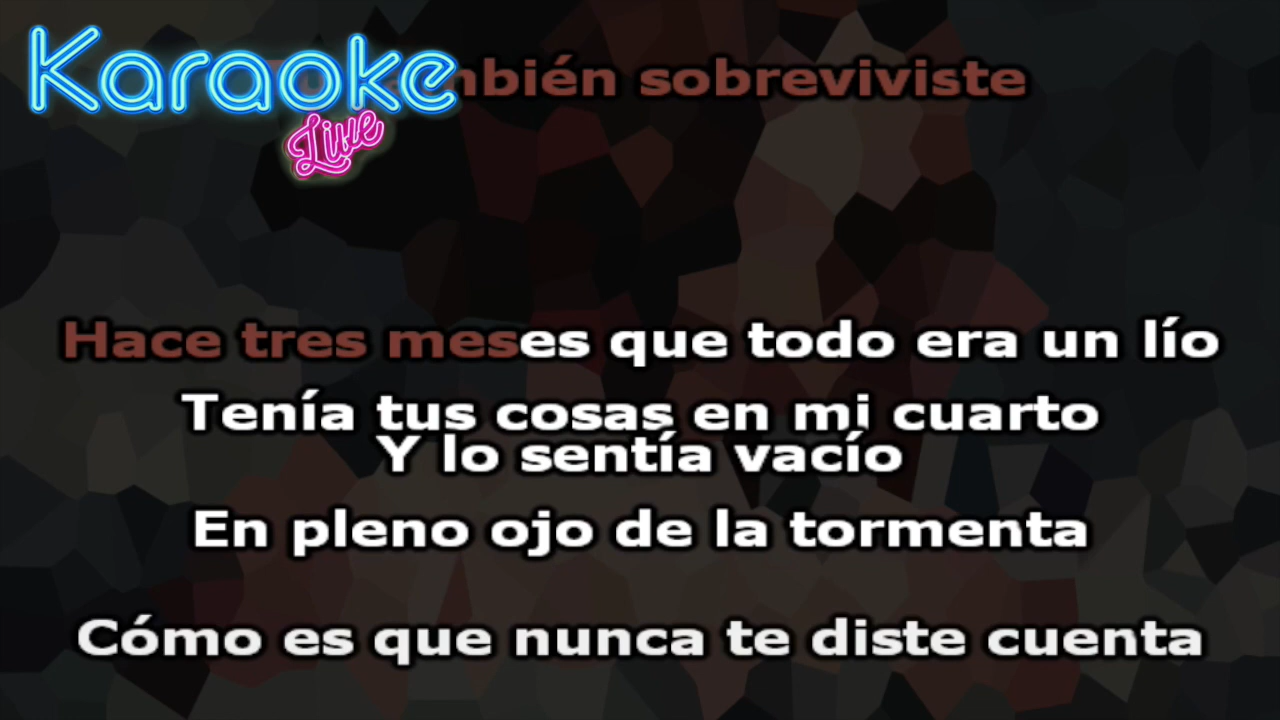 Karaoke
Live
también sobreviviste
Hace tres meses que todo era un lío
Tenía tus cosas en mi cuarto
Y lo sentía vacío
En pleno ojo de la tormenta
Cómo es que nunca te diste cuenta